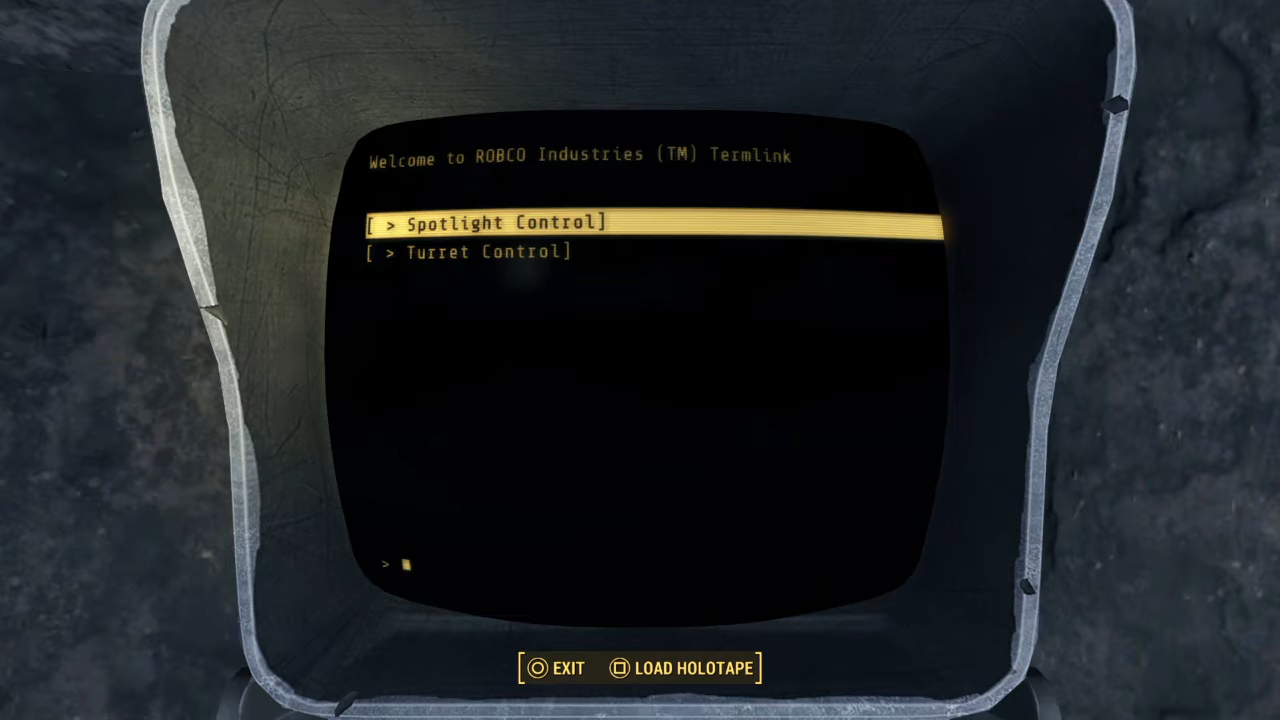 Welcome to ROBCO Industries (TM) Termlink
[ > Spotlight Control]
[ > Turret Control]
>
EXIT LOAD HOLOTAPE